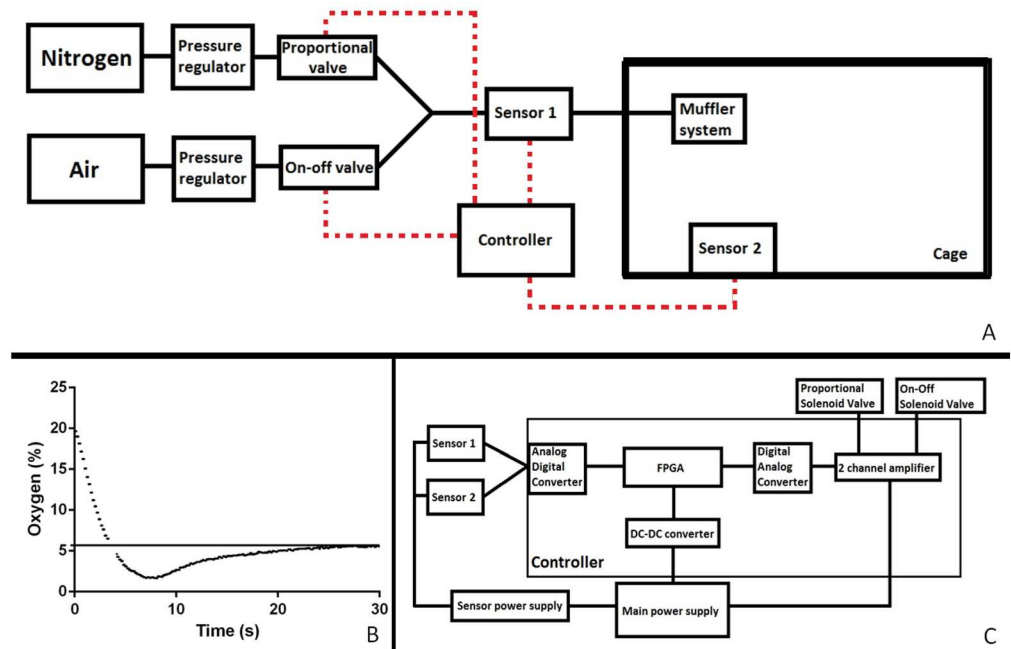 Nitrogen
Pressure
regulator
Proportional
valve
Sensor 1
Muffler
system
Air
Pressure
regulator
On-off valve
Controller
Sensor 2
Cage
A
25
20
15
10
5
0
Oxygen (%)
0
10
20
30
Time (s)
B
Proportional
Solenoid Valve
On-Off
Solenoid Valve
Sensor 1
Sensor 2
Analog
Digital
Converter
FPGA
Digital
Analog
Converter
2 channel amplifier
DC-DC converter
Controller
Sensor power supply
Main power supply
C